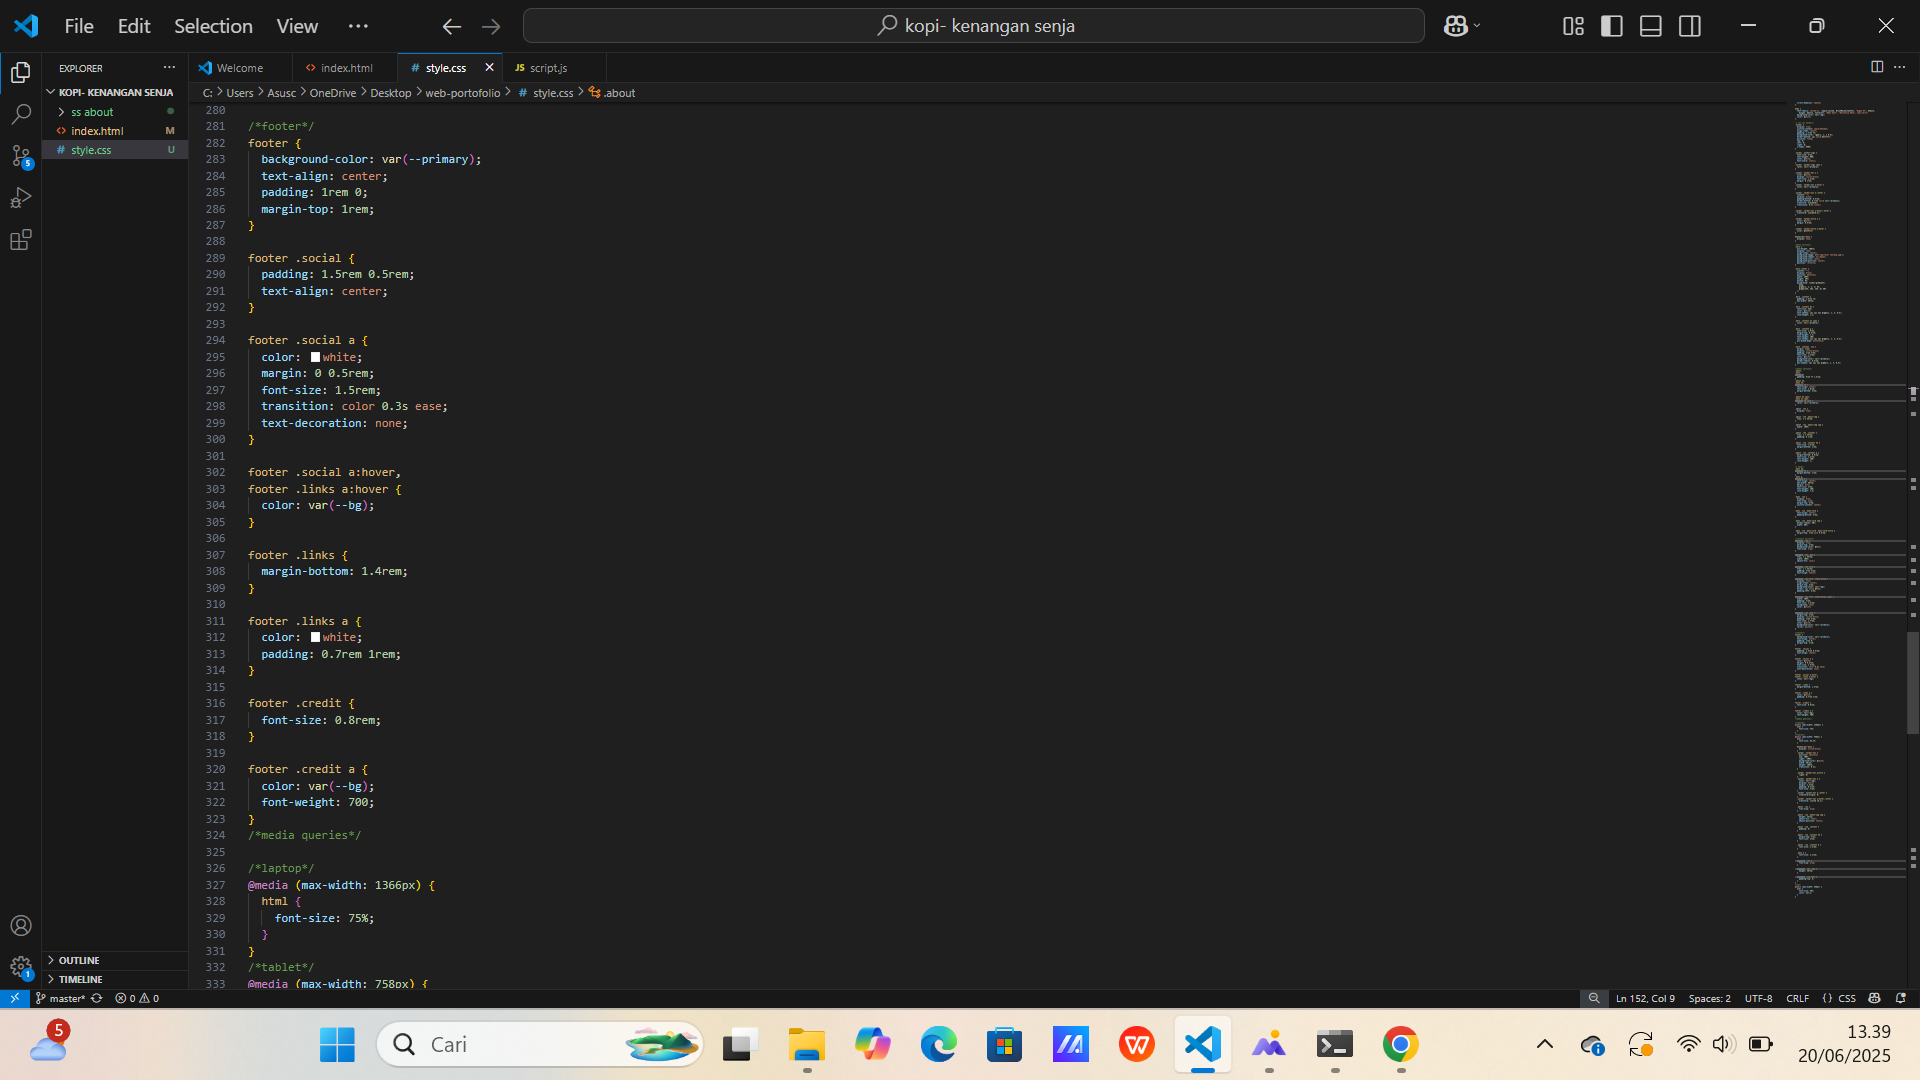 File Edit Selection View ···
kopi- kenangan senja
EXPLORER
KOPI- KENANGAN SENJA
ss about
index.html M
style.css U
OUTLINE
TIMELINE
Welcome
index.html
style.css
JS script.js
C: > Users > Asusc > OneDrive > Desktop > web-portofolio > # style.css > .about
280
281 /*footer*/
282 footer {
283 background-color: var(--primary);
284 text-align: center;
285 padding: 1rem 0;
286 margin-top: 1rem;
287 }
288
289 footer .social {
290 padding: 1.5rem 0.5rem;
291 text-align: center;
292 }
293
294 footer .social a {
295 color: white;
296 margin: 0 0.5rem;
297 font-size: 1.5rem;
298 transition: color 0.3s ease;
299 text-decoration: none;
300 }
301
302 footer .social a:hover,
303 footer .links a:hover {
304 color: var(--bg);
305 }
306
307 footer .links {
308 margin-bottom: 1.4rem;
309 }
310
311 footer .links a {
312 color: white;
313 padding: 0.7rem 1rem;
314 }
315
316 footer .credit {
317 font-size: 0.8rem;
318 }
319
320 footer .credit a {
321 color: var(--bg);
322 font-weight: 700;
323 }
324 /*media queries*/
325
326 /*laptop*/
327 @media (max-width: 1366px) {
328 html {
329 font-size: 75%;
330 }
331 }
332 /*tablet*/
333 @media (max-width: 758px) {
5
1
master* 0 0
Ln 152, Col 9 Spaces: 2 UTF-8 CRLF {} CSS
5
Cari
13.39
20/06/2025